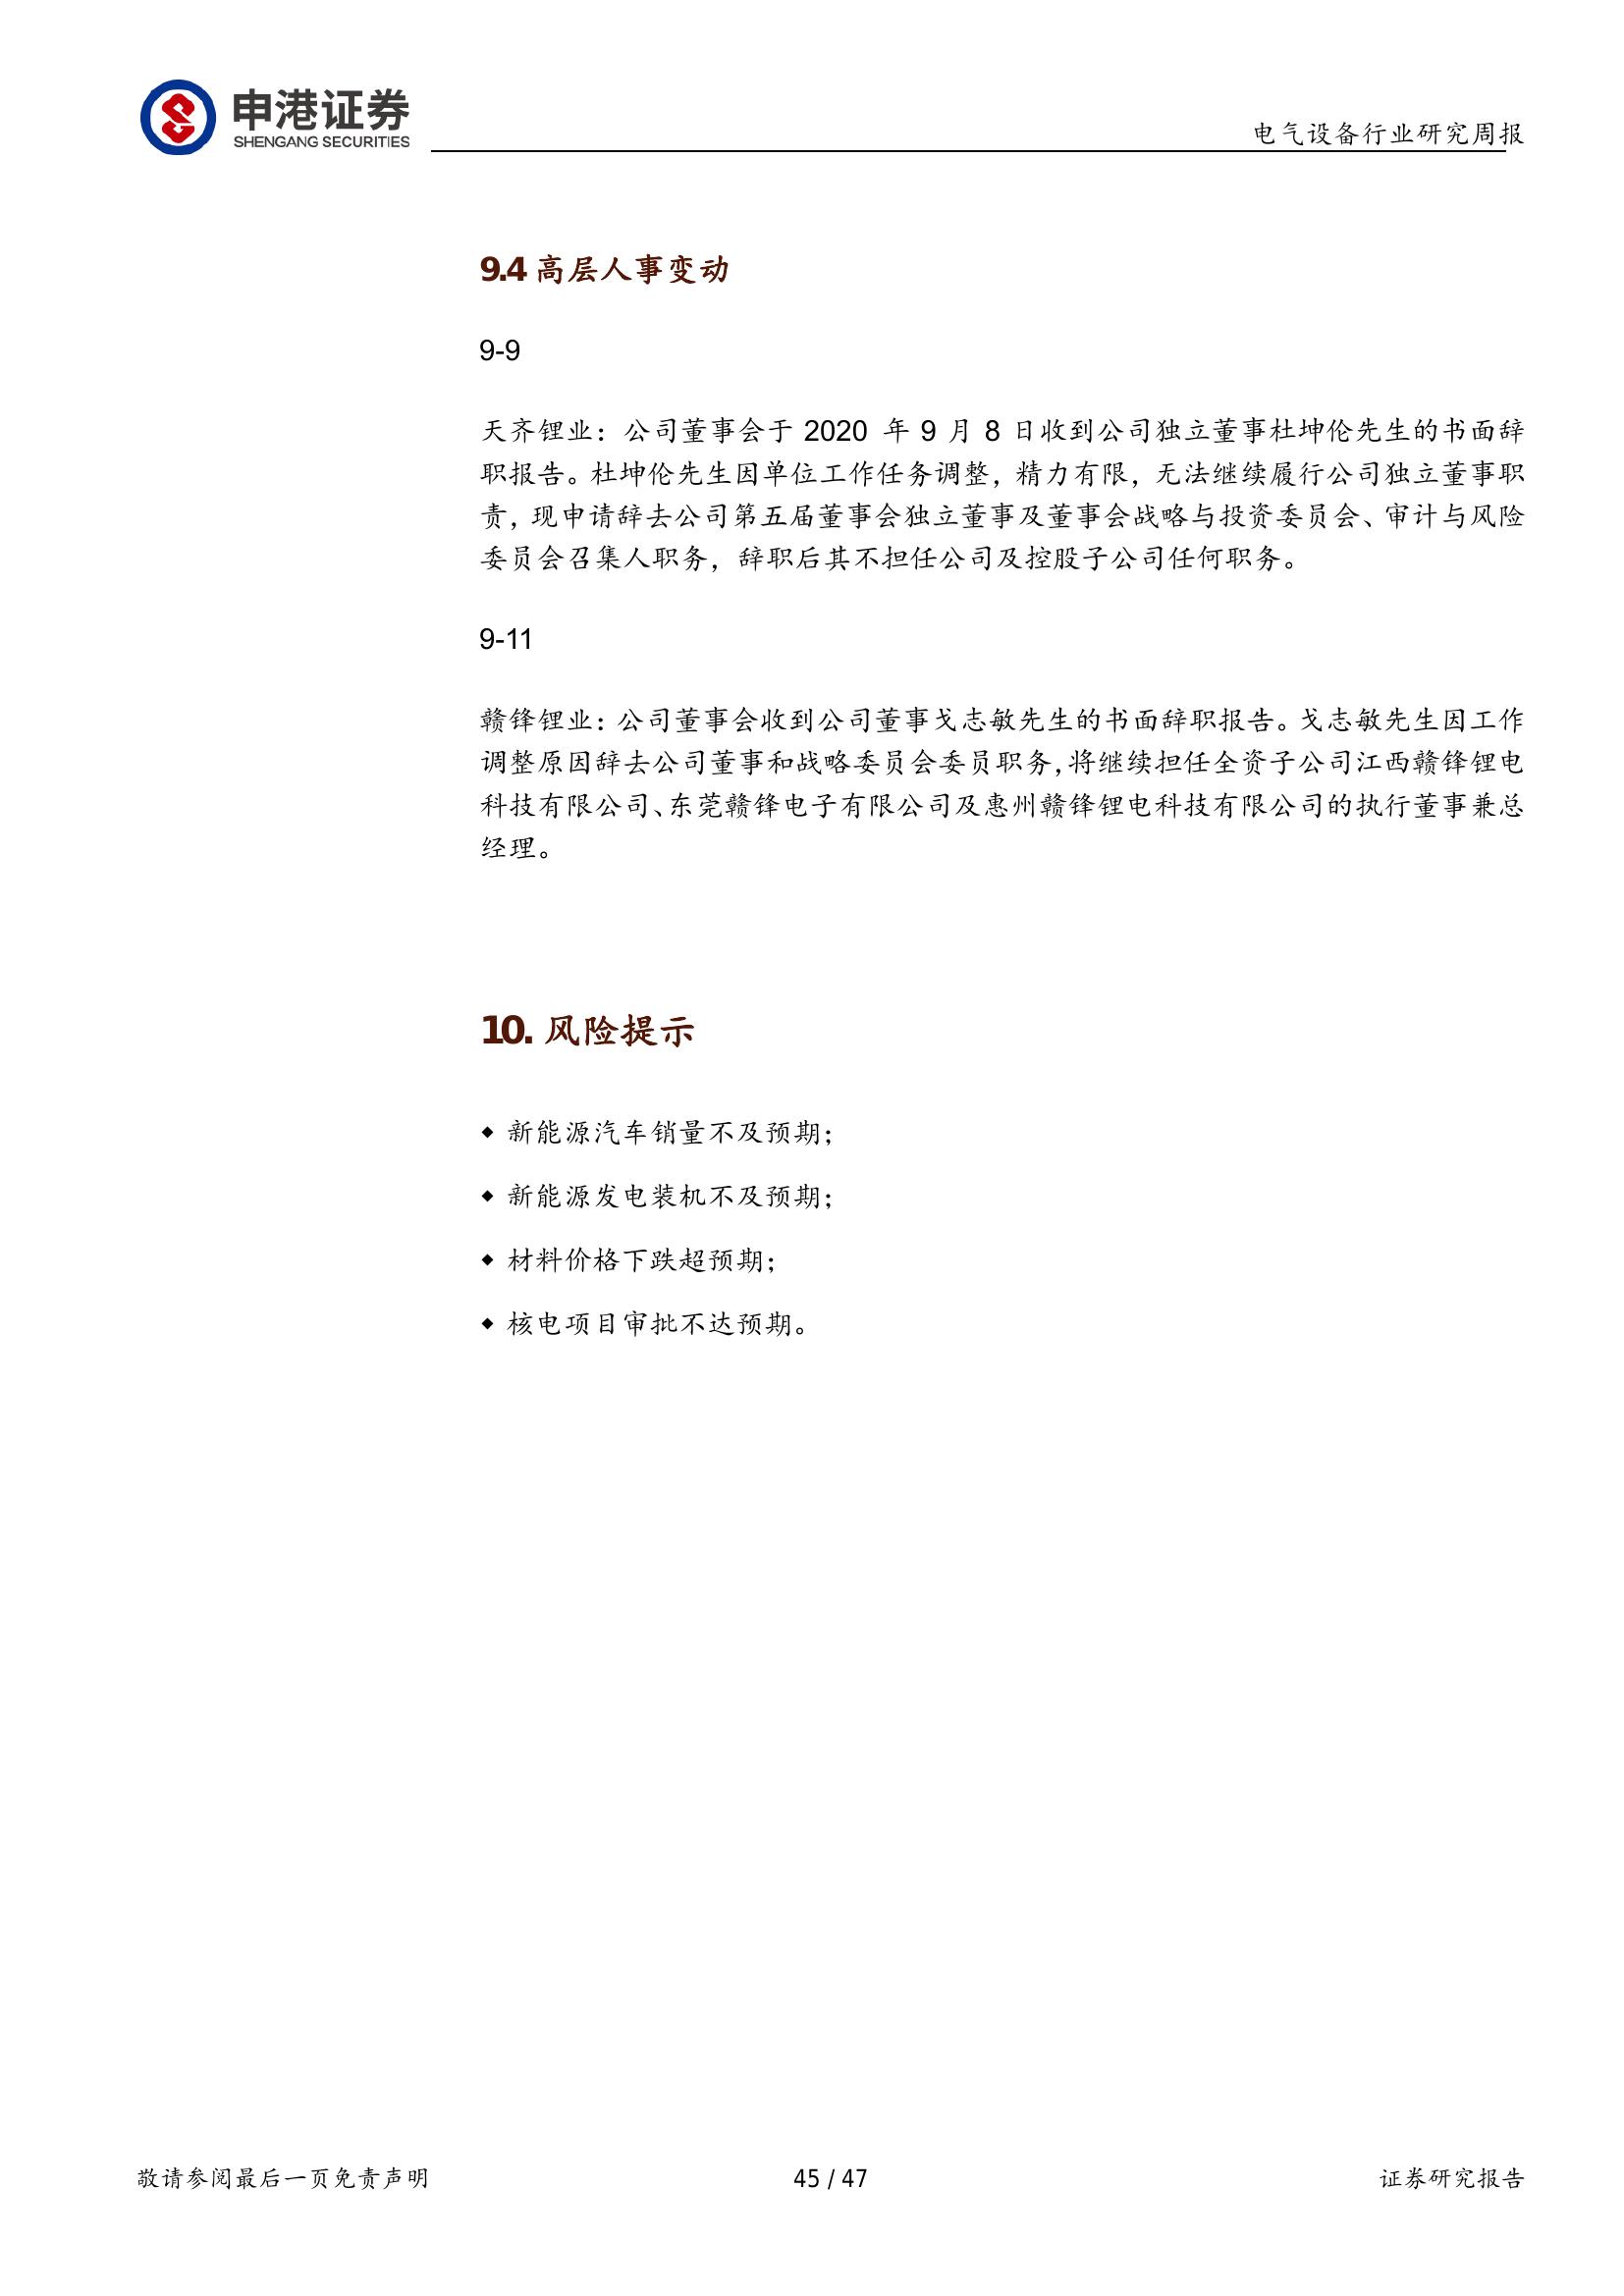 申港证券
SHENGANG SECURITIES
电气设备行业研究周报
9.4 高层人事变动
9-9
天齐锂业：公司董事会于 2020 年 9 月 8 日收到公司独立董事杜坤伦先生的书面辞
职报告。杜坤伦先生因单位工作任务调整，精力有限，无法继续履行公司独立董事职
责，现申请辞去公司第五届董事会独立董事及董事会战略与投资委员会、审计与风险
委员会召集人职务，辞职后其不担任公司及控股子公司任何职务。
9-11
赣锋锂业：公司董事会收到公司董事戈志敏先生的书面辞职报告。戈志敏先生因工作
调整原因辞去公司董事和战略委员会委员职务，将继续担任全资子公司江西赣锋锂电
科技有限公司、东莞赣锋电子有限公司及惠州赣锋锂电科技有限公司的执行董事兼总
经理。
10. 风险提示
◆ 新能源汽车销量不及预期；
◆ 新能源发电装机不及预期；
◆ 材料价格下跌超预期；
◆ 核电项目审批不达预期。
敬请参阅最后一页免责声明
45 / 47
证券研究报告